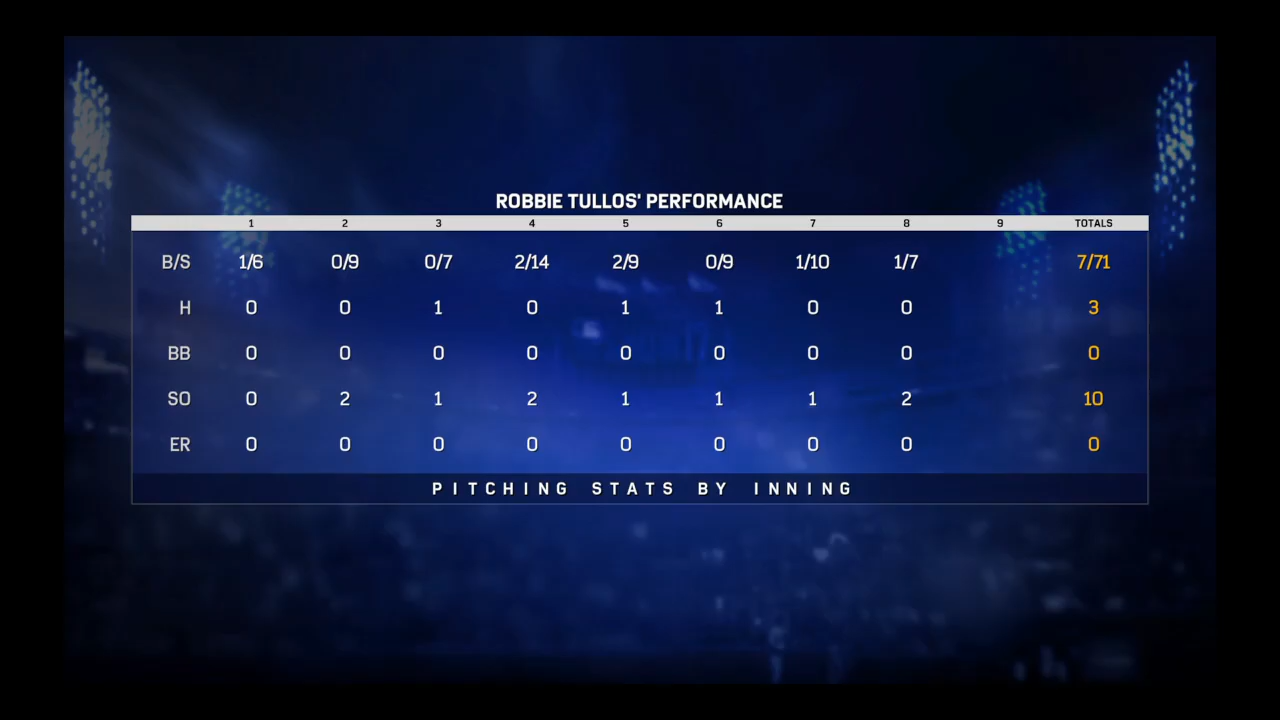 ROBBIE TULLOS' PERFORMANCE
1 2 3 4 5 6 7 8 9 TOTALS
B/S 1/6 0/9 0/7 2/14 2/9 0/9 1/10 1/7 7/71
H 0 0 1 0 1 1 0 0 3
BB 0 0 0 0 0 0 0 0 0
SO 0 2 1 2 1 1 1 2 10
ER 0 0 0 0 0 0 0 0 0
PITCHING STATS BY INNING